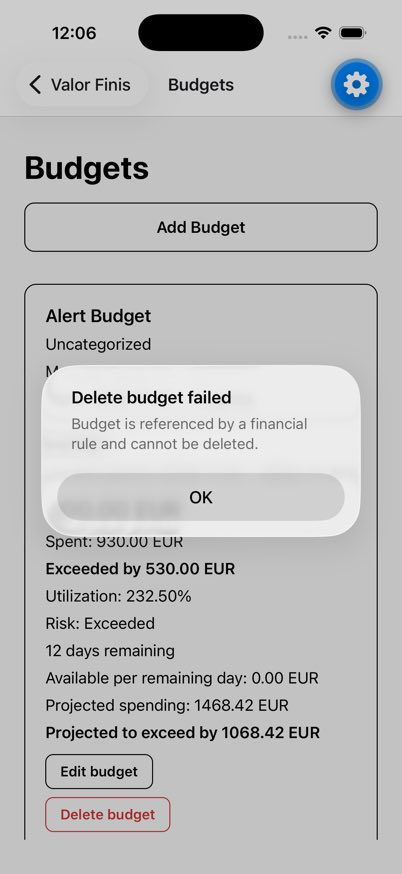 12:06
Valor Finis
Budgets
Budgets
Add Budget
Alert Budget
Uncategorized
Delete budget failed
Budget is referenced by a financial
rule and cannot be deleted.
OK
Spent: 930.00 EUR
Exceeded by 530.00 EUR
Utilization: 232.50%
Risk: Exceeded
12 days remaining
Available per remaining day: 0.00 EUR
Projected spending: 1468.42 EUR
Projected to exceed by 1068.42 EUR
Edit budget
Delete budget